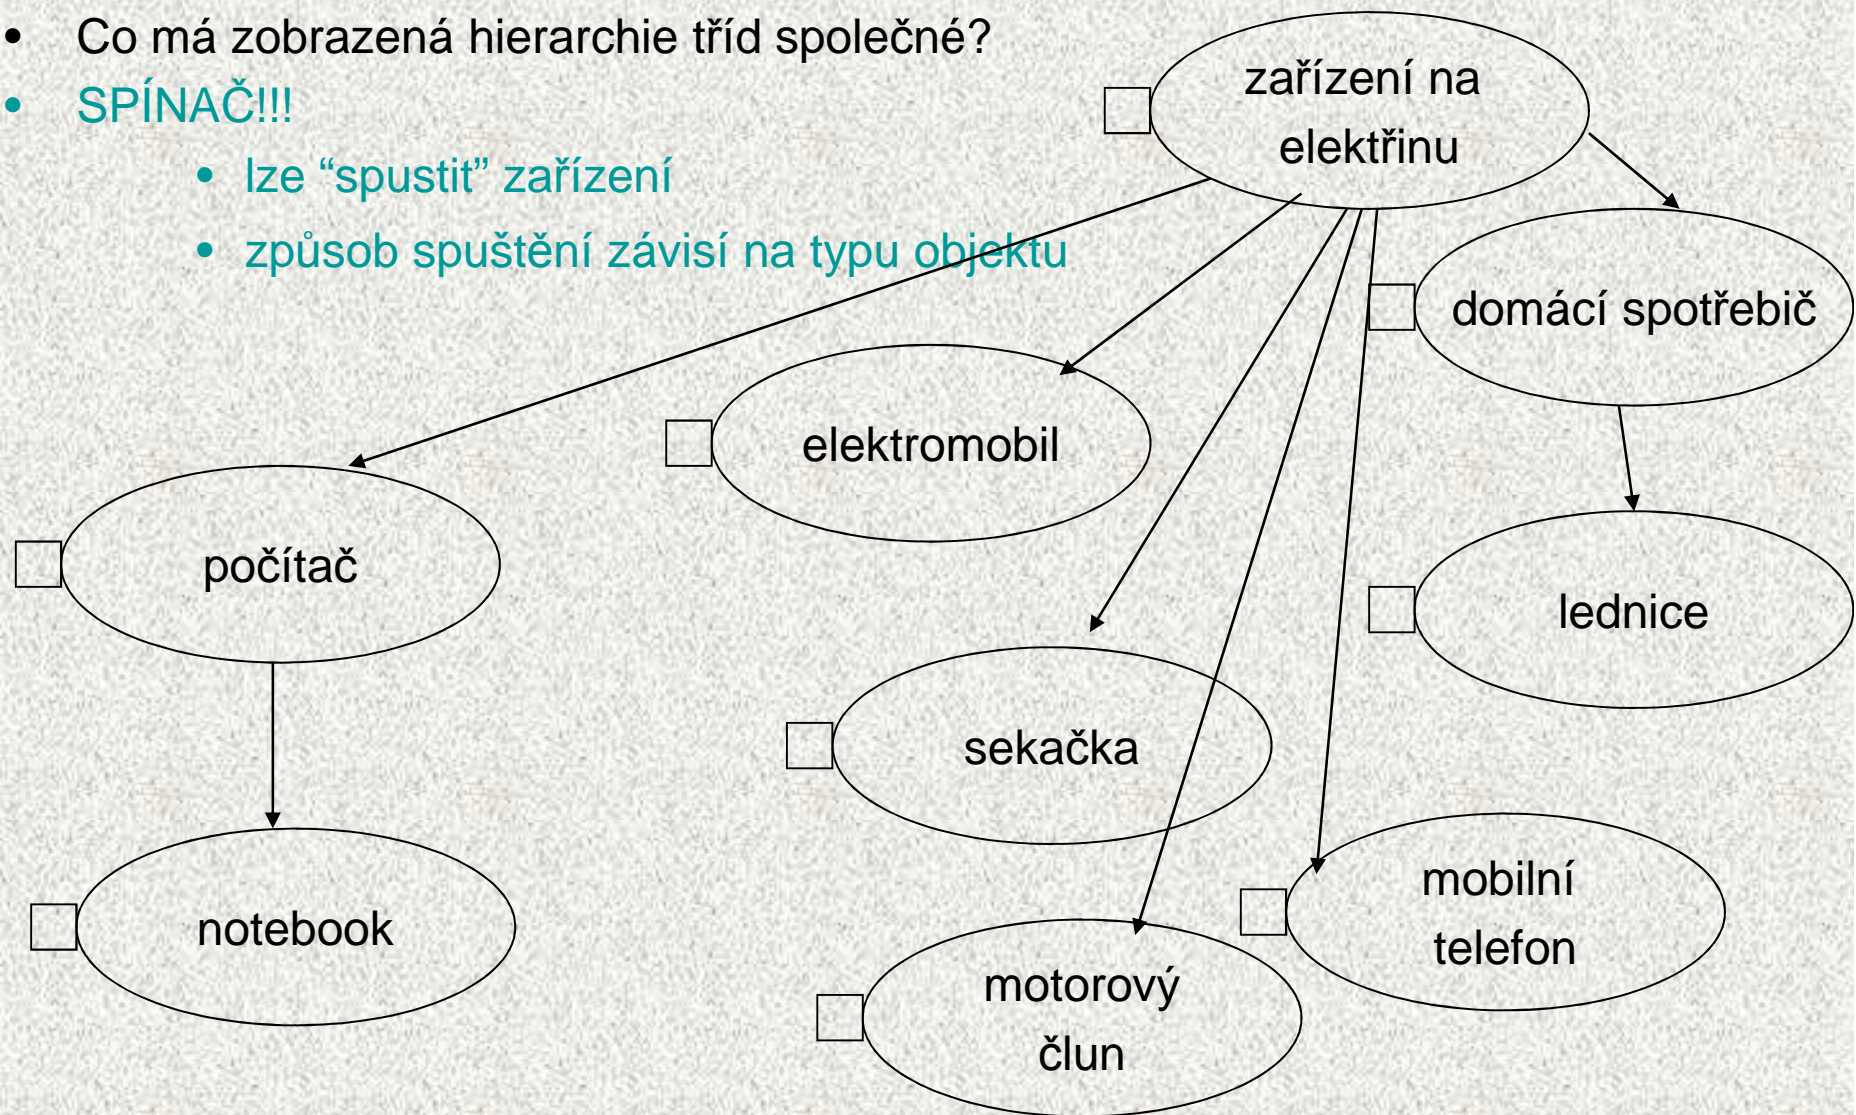 • Co má zobrazená hierarchie tříd společné?
• SPÍNAČ!!!
• lze “spustit” zařízení
• způsob spuštění závisí na typu objektu
zařízení na
elektřinu
domácí spotřebič
elektromobil
počítač
lednice
sekačka
notebook
mobilní
telefon
motorový
člun